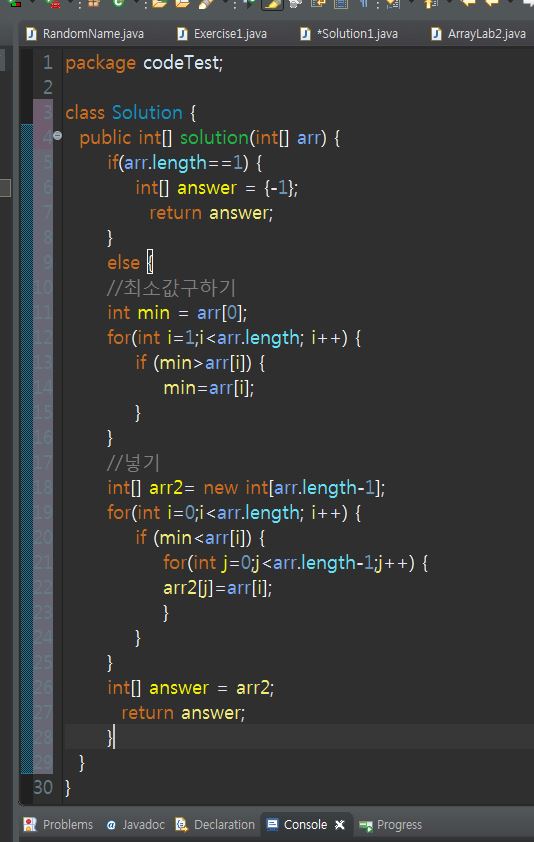 RandomName.java Exercise1.java *Solution1.java ArrayLab2.java
1 package codeTest;
2
3 class Solution {
4 public int[] solution(int[] arr) {
5 if(arr.length==1) {
6 int[] answer = {-1};
7 return answer;
8 }
9 else {
10 //최소값구하기
11 int min = arr[0];
12 for(int i=1;i<arr.length; i++) {
13 if (min>arr[i]) {
14 min=arr[i];
15 }
16 }
17 //넣기
18 int[] arr2= new int[arr.length-1];
19 for(int i=0;i<arr.length; i++) {
20 if (min<arr[i]) {
21 for(int j=0;j<arr.length-1;j++) {
22 arr2[j]=arr[i];
23 }
24 }
25 }
26 int[] answer = arr2;
27 return answer;
28 }
29 }
30 }
Problems @ Javadoc Declaration Console Progress